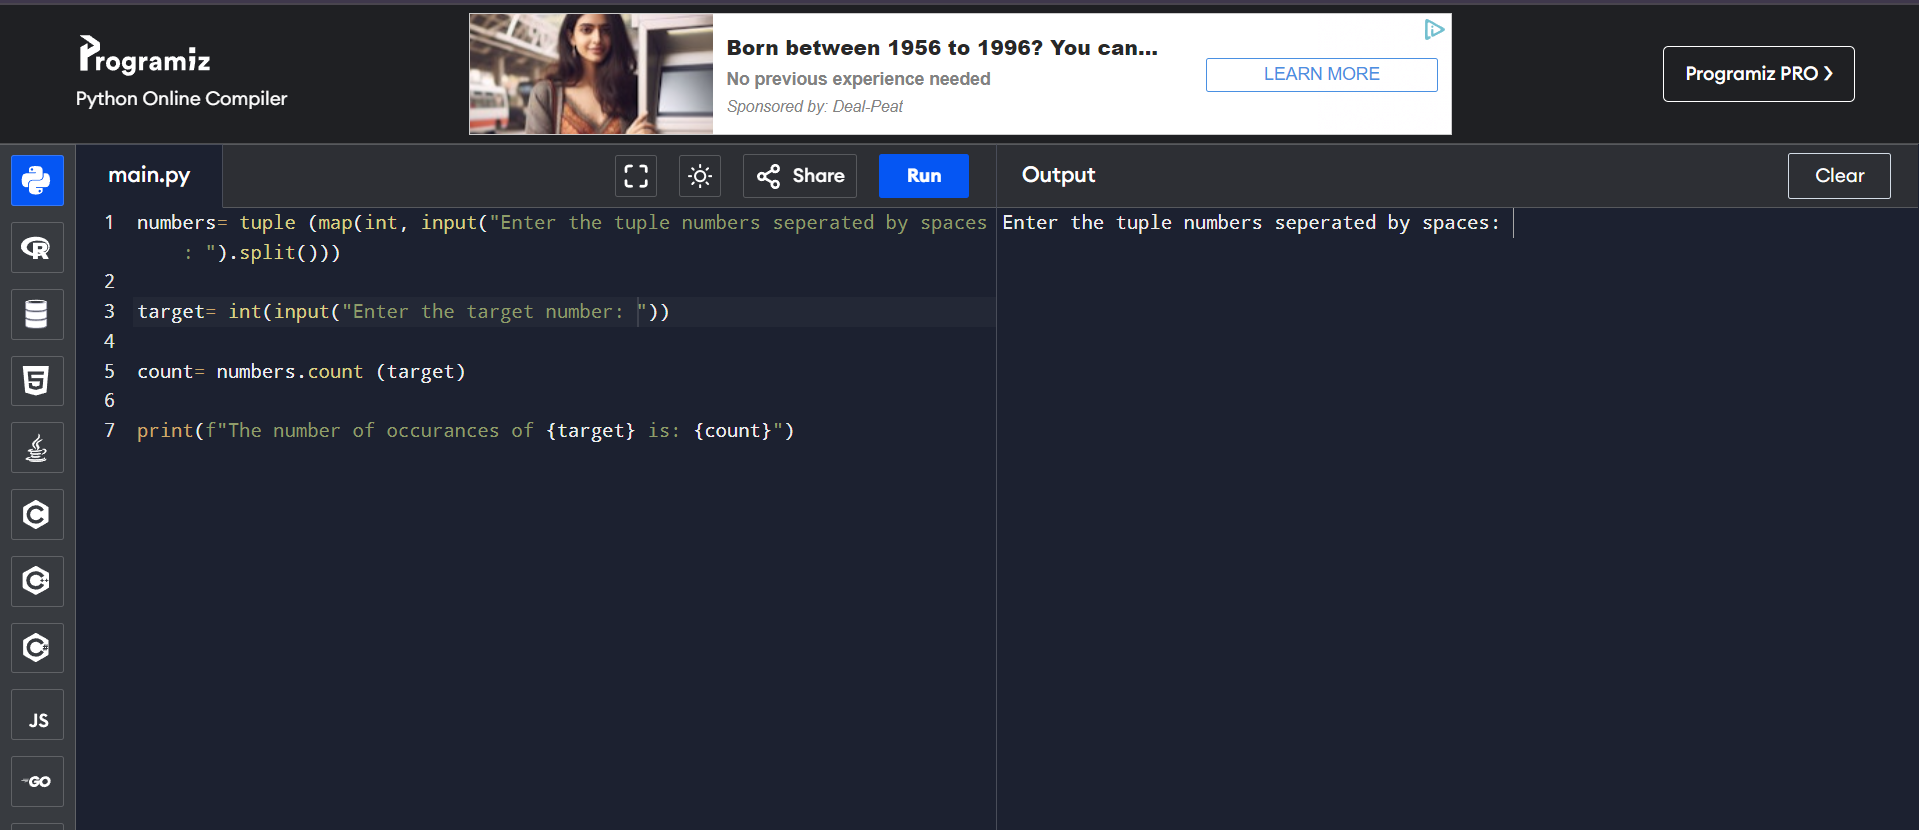 Programiz
Python Online Compiler
Born between 1956 to 1996? You can...
No previous experience needed
Sponsored by: Deal-Peat
LEARN MORE
Programiz PRO ❯
main.py
Share
Run
Output
Clear
1 numbers= tuple (map(int, input("Enter the tuple numbers seperated by spaces
: ").split()))
2
3 target= int(input("Enter the target number: "))
4
5 count= numbers.count (target)
6
7 print(f"The number of occurances of {target} is: {count}")
Enter the tuple numbers seperated by spaces:
R
5
C
C++
C#
JS
GO